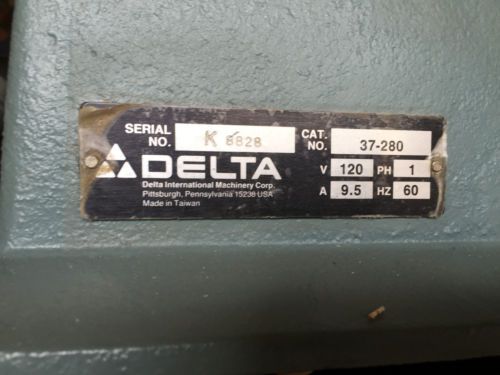 SERIAL NO. K 8828
CAT. NO. 37-280
DELTA
V 120 PH 1
A 9.5 HZ 60
Delta International Machinery Corp.
Pittsburgh, Pennsylvania 15238 USA
Made in Taiwan